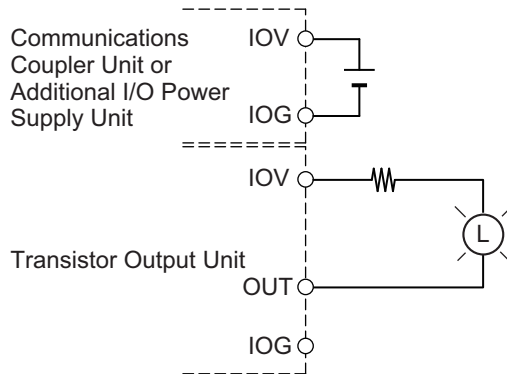 Communications
Coupler Unit or
Additional I/O Power
Supply Unit
IOV
IOG
IOV
L
Transistor Output Unit
OUT
IOG